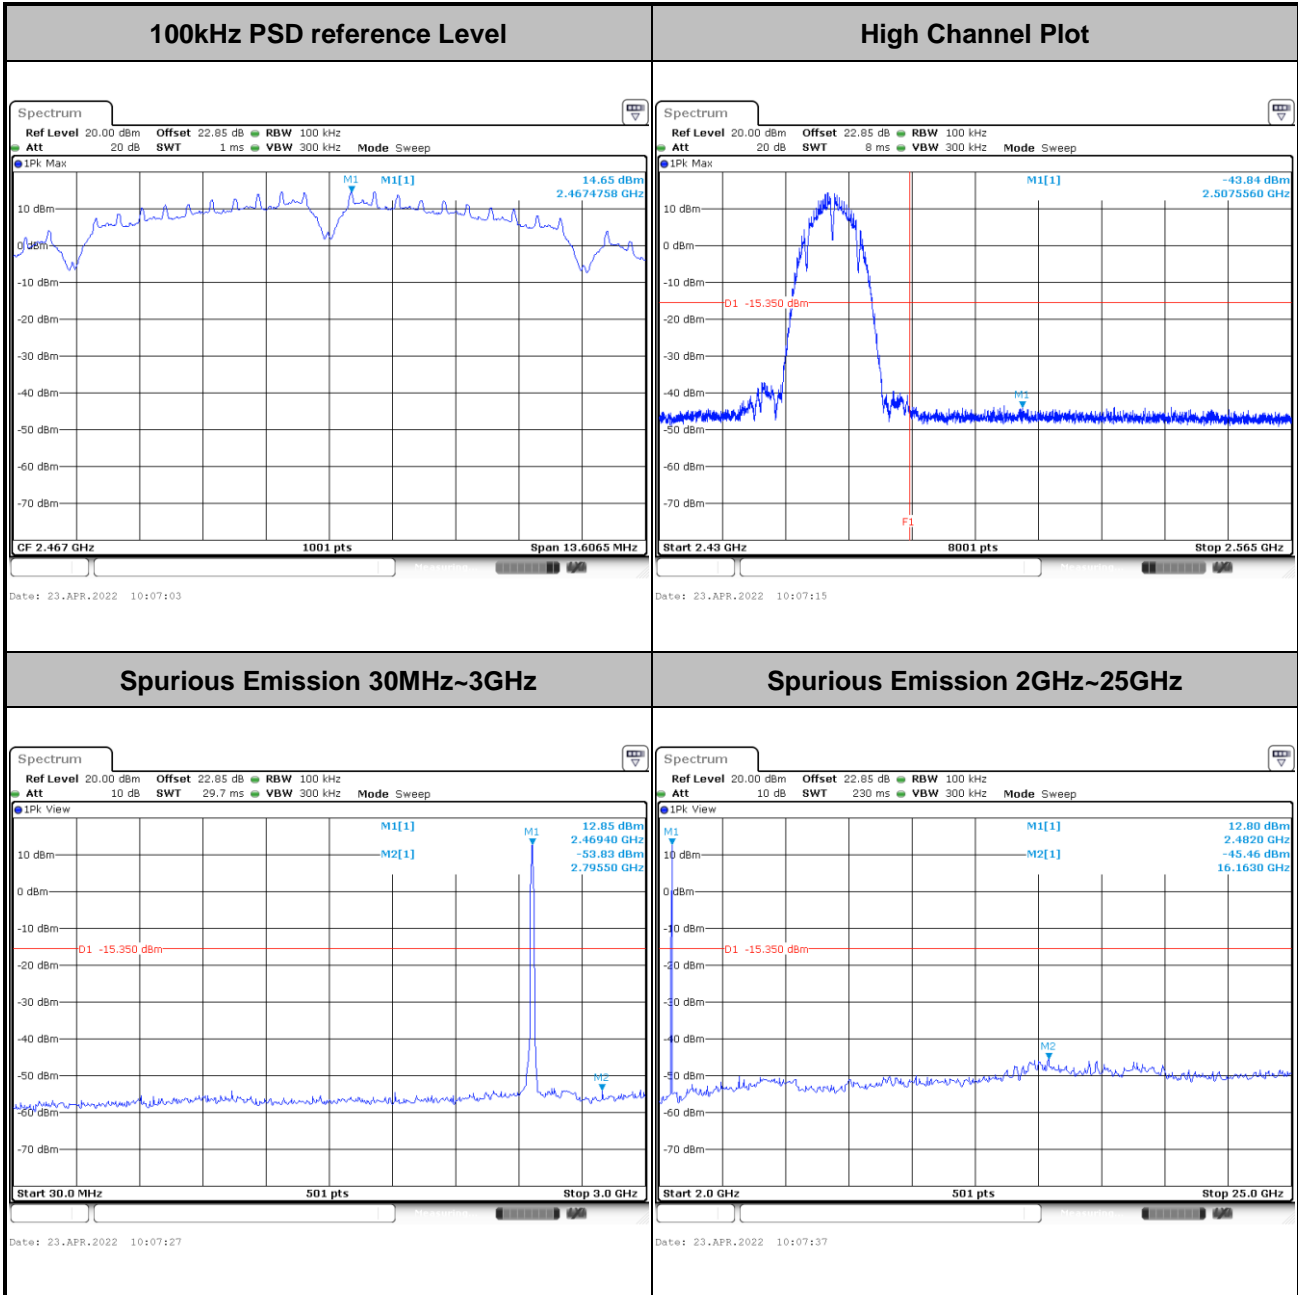 100kHz PSD reference Level
High Channel Plot
Spectrum
Ref Level 20.00 dBm Offset 22.85 dB RBW 100 kHz
Att 20 dB SWT 1 ms VBW 300 kHz Mode Sweep
1Pk Max
M1
M1[1] 14.65 dBm
2.4674758 GHz
10 dBm
0 dBm
-10 dBm
-20 dBm
-30 dBm
-40 dBm
-50 dBm
-60 dBm
-70 dBm
CF 2.467 GHz 1001 pts Span 13.6065 MHz
Measuring
Date: 23.APR.2022 10:07:03
Spectrum
Ref Level 20.00 dBm Offset 22.85 dB RBW 100 kHz
Att 20 dB SWT 8 ms VBW 300 kHz Mode Sweep
1Pk Max
M1[1] -43.84 dBm
2.5075560 GHz
10 dBm
0 dBm
-10 dBm
D1 -15.350 dBm
-20 dBm
-30 dBm
-40 dBm
M1
-50 dBm
-60 dBm
-70 dBm
F1
Start 2.43 GHz 8001 pts Stop 2.565 GHz
Measuring
Date: 23.APR.2022 10:07:15
Spurious Emission 30MHz~3GHz
Spurious Emission 2GHz~25GHz
Spectrum
Ref Level 20.00 dBm Offset 22.85 dB RBW 100 kHz
Att 10 dB SWT 29.7 ms VBW 300 kHz Mode Sweep
1Pk View
M1[1] 12.85 dBm
M1
2.46940 GHz
M2[1] -53.83 dBm
2.79550 GHz
10 dBm
0 dBm
-10 dBm
D1 -15.350 dBm
-20 dBm
-30 dBm
-40 dBm
-50 dBm
M2
-60 dBm
-70 dBm
Start 30.0 MHz 501 pts Stop 3.0 GHz
Measuring
Date: 23.APR.2022 10:07:27
Spectrum
Ref Level 20.00 dBm Offset 22.85 dB RBW 100 kHz
Att 10 dB SWT 230 ms VBW 300 kHz Mode Sweep
1Pk View
M1[1] 12.80 dBm
M1
2.4820 GHz
M2[1] -45.46 dBm
16.1630 GHz
10 dBm
0 dBm
-10 dBm
D1 -15.350 dBm
-20 dBm
-30 dBm
-40 dBm
M2
-50 dBm
-60 dBm
-70 dBm
Start 2.0 GHz 501 pts Stop 25.0 GHz
Measuring
Date: 23.APR.2022 10:07:37